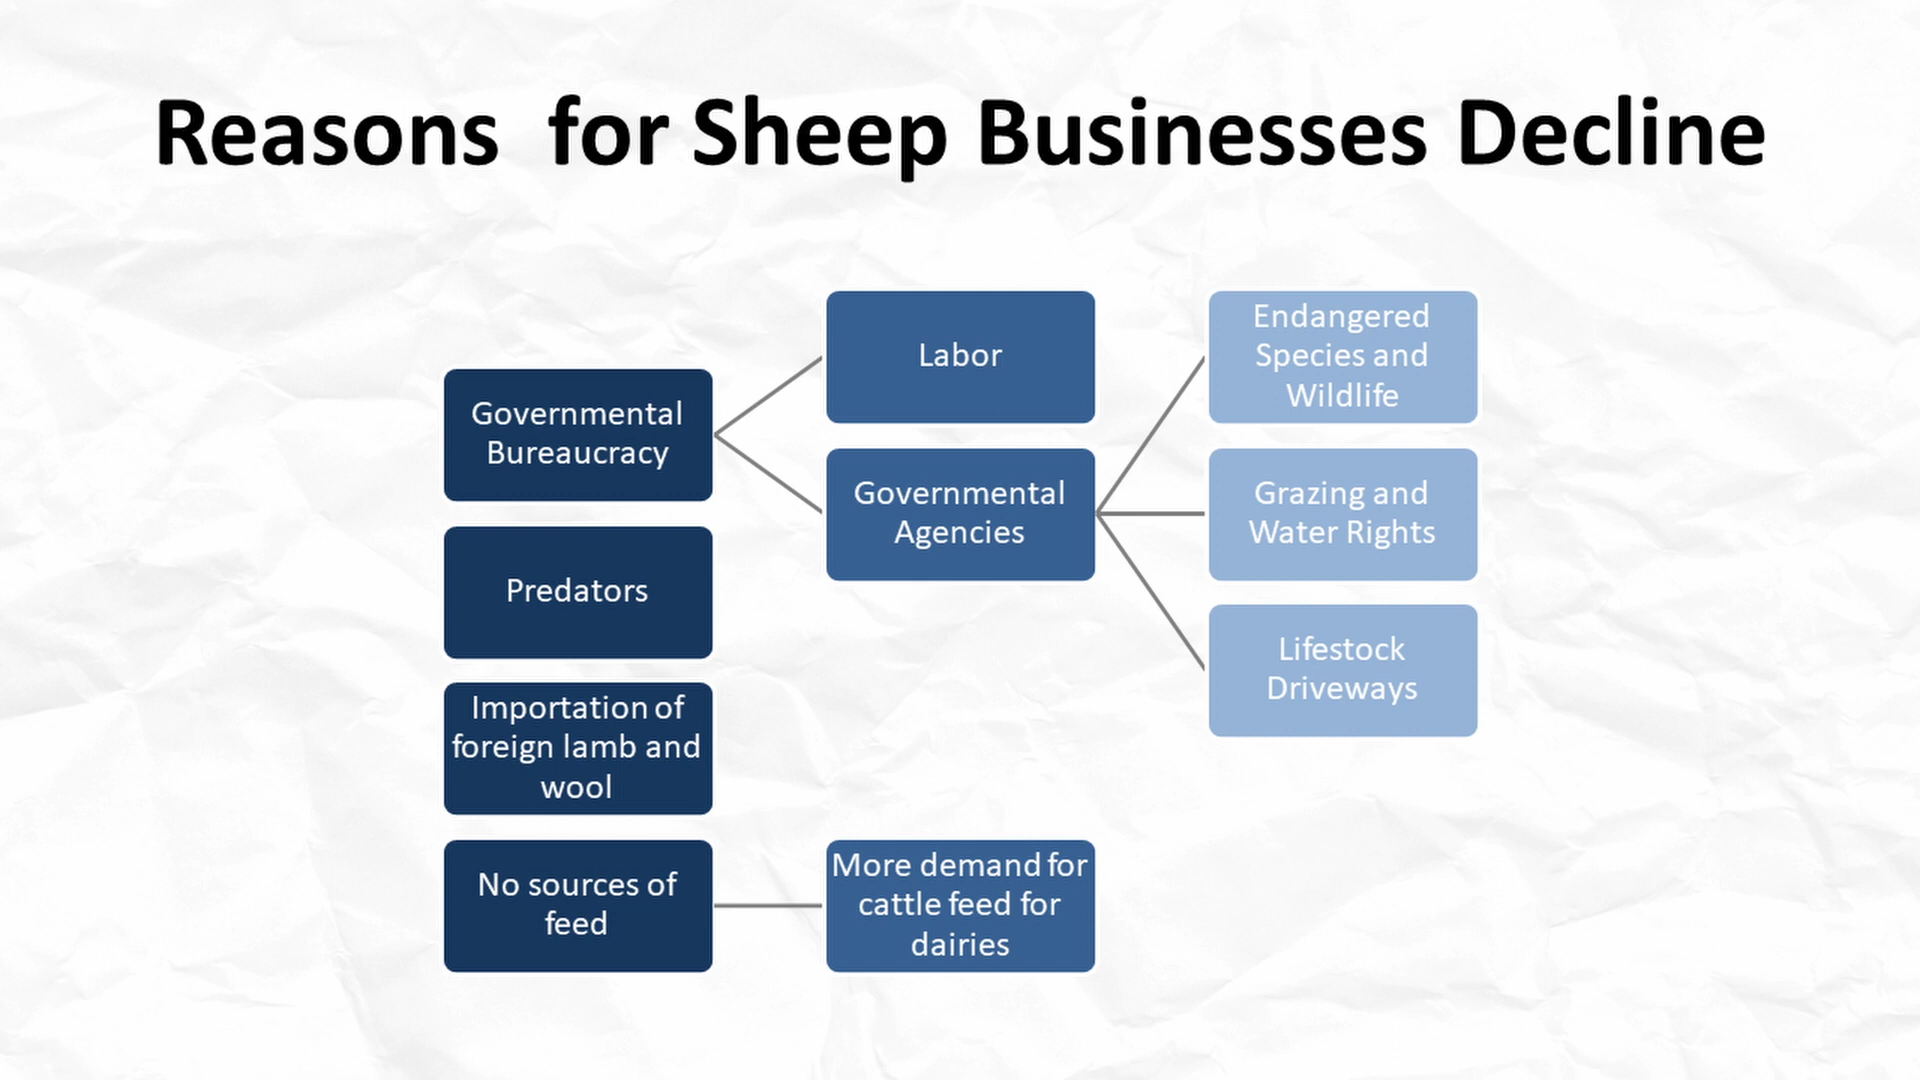 Reasons for Sheep Businesses Decline
Governmental
Bureaucracy
Labor
Governmental
Agencies
Endangered
Species and
Wildlife
Grazing and
Water Rights
Lifestock
Driveways
Predators
Importation of
foreign lamb and
wool
No sources of
feed
More demand for
cattle feed for
dairies